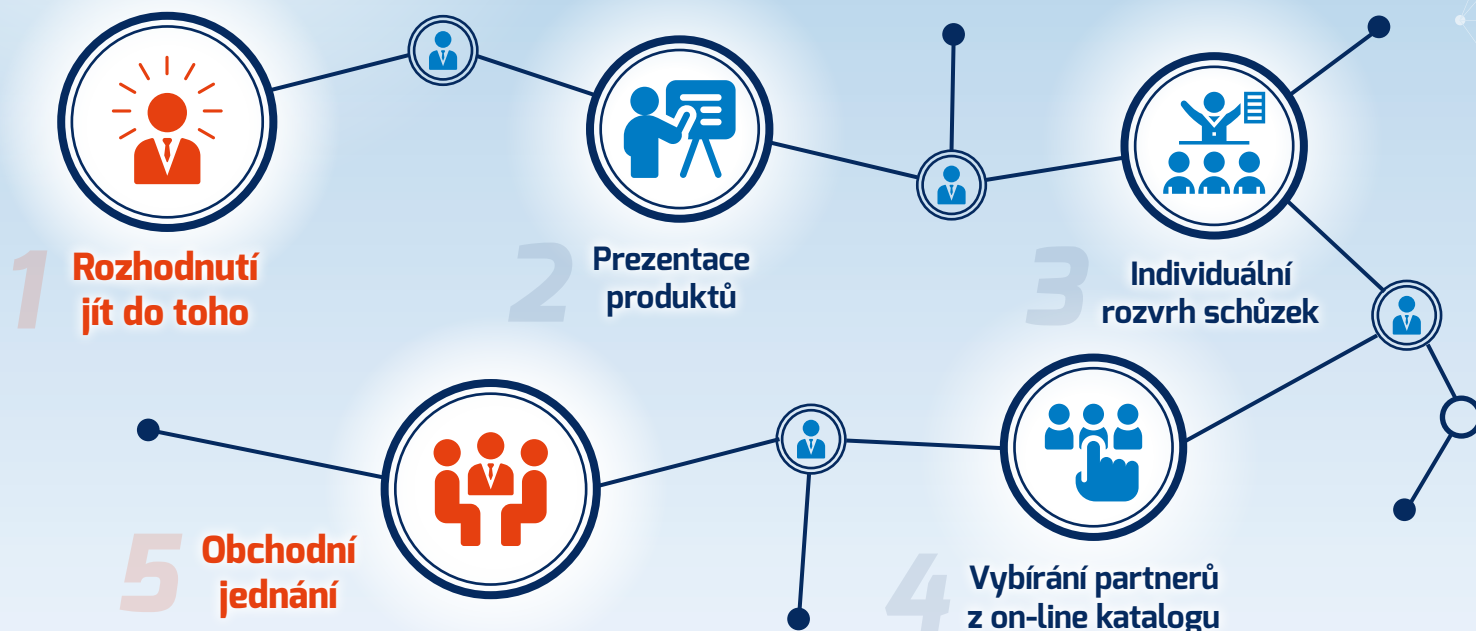 1
Rozhodnutí
jít do toho
2
Prezentace
produktů
3
Individuální
rozvrh schůzek
4
Vybírání partnerů
z on-line katalogu
5
Obchodní
jednání